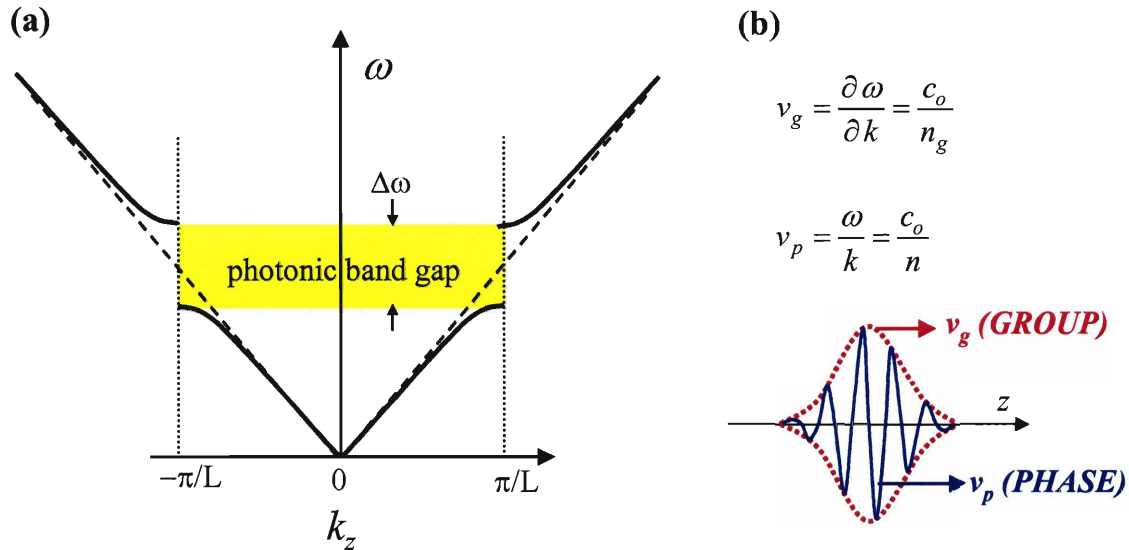 (a)
ω
Δω
photonic band gap
−π/L
0
π/L
k_z
(b)
v_g = ∂ω/∂k = c_o/n_g
v_p = ω/k = c_o/n
v_g (GROUP)
z
v_p (PHASE)